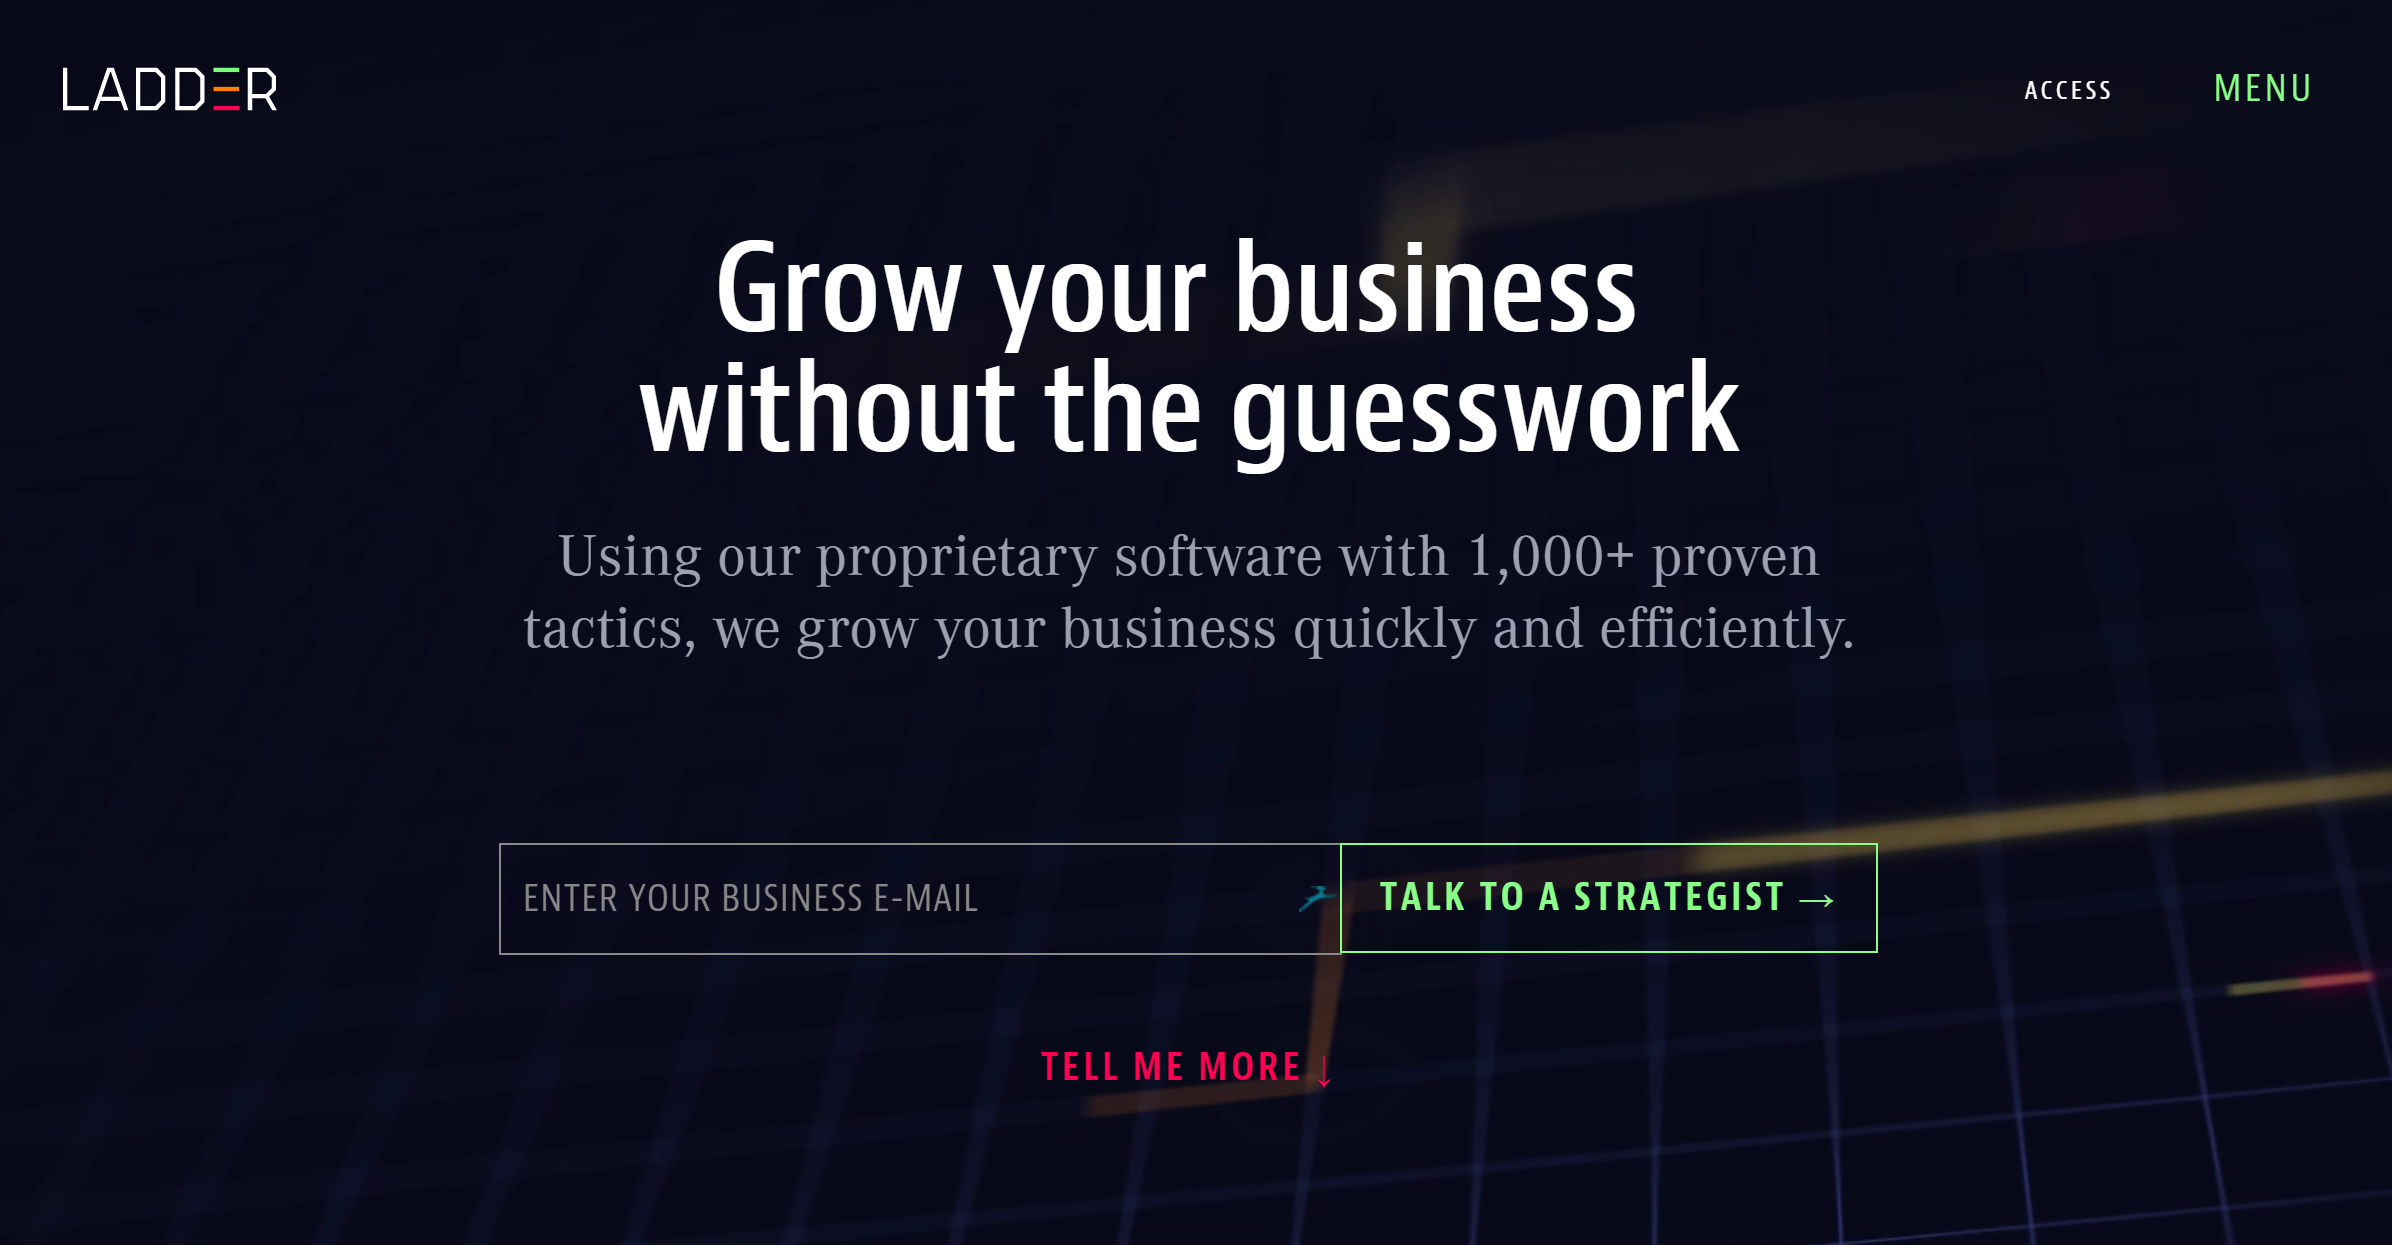 LADDER
ACCESS
MENU
Grow your business
without the guesswork
Using our proprietary software with 1,000+ proven
tactics, we grow your business quickly and efficiently.
ENTER YOUR BUSINESS E-MAIL
TALK TO A STRATEGIST →
TELL ME MORE ↓